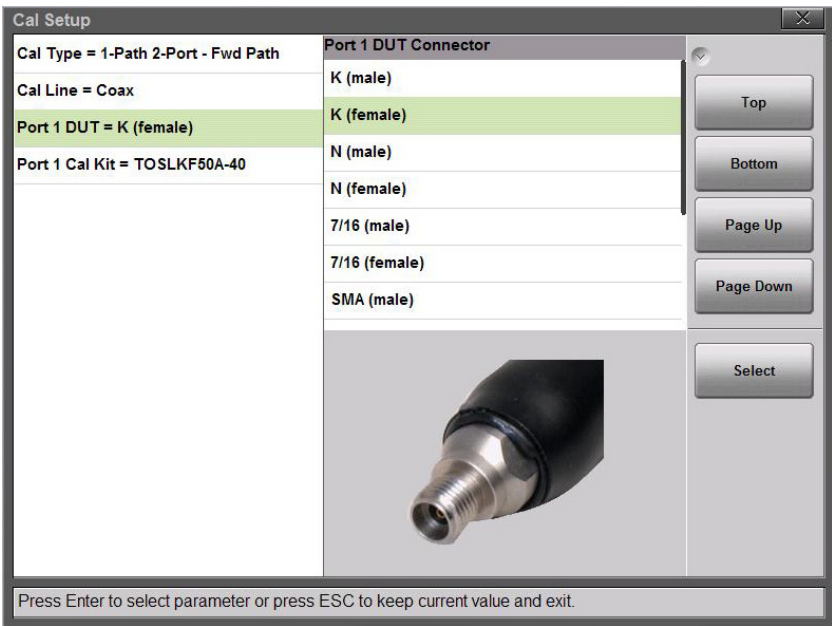 Cal Setup
Cal Type = 1-Path 2-Port - Fwd Path
Cal Line = Coax
Port 1 DUT = K (female)
Port 1 Cal Kit = TOSLKF50A-40
Port 1 DUT Connector
K (male)
K (female)
N (male)
N (female)
7/16 (male)
7/16 (female)
SMA (male)
Top
Bottom
Page Up
Page Down
Select
Press Enter to select parameter or press ESC to keep current value and exit.